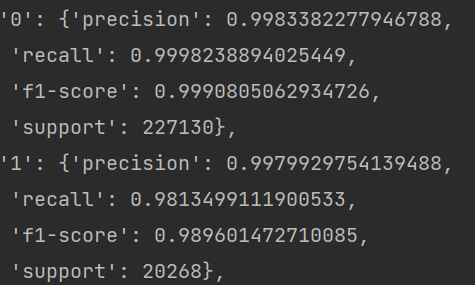 '0': {'precision': 0.9983382277946788,
'recall': 0.9998238894025449,
'f1-score': 0.9990805062934726,
'support': 227130},
'1': {'precision': 0.9979929754139488,
'recall': 0.9813499111900533,
'f1-score': 0.989601472710085,
'support': 20268},